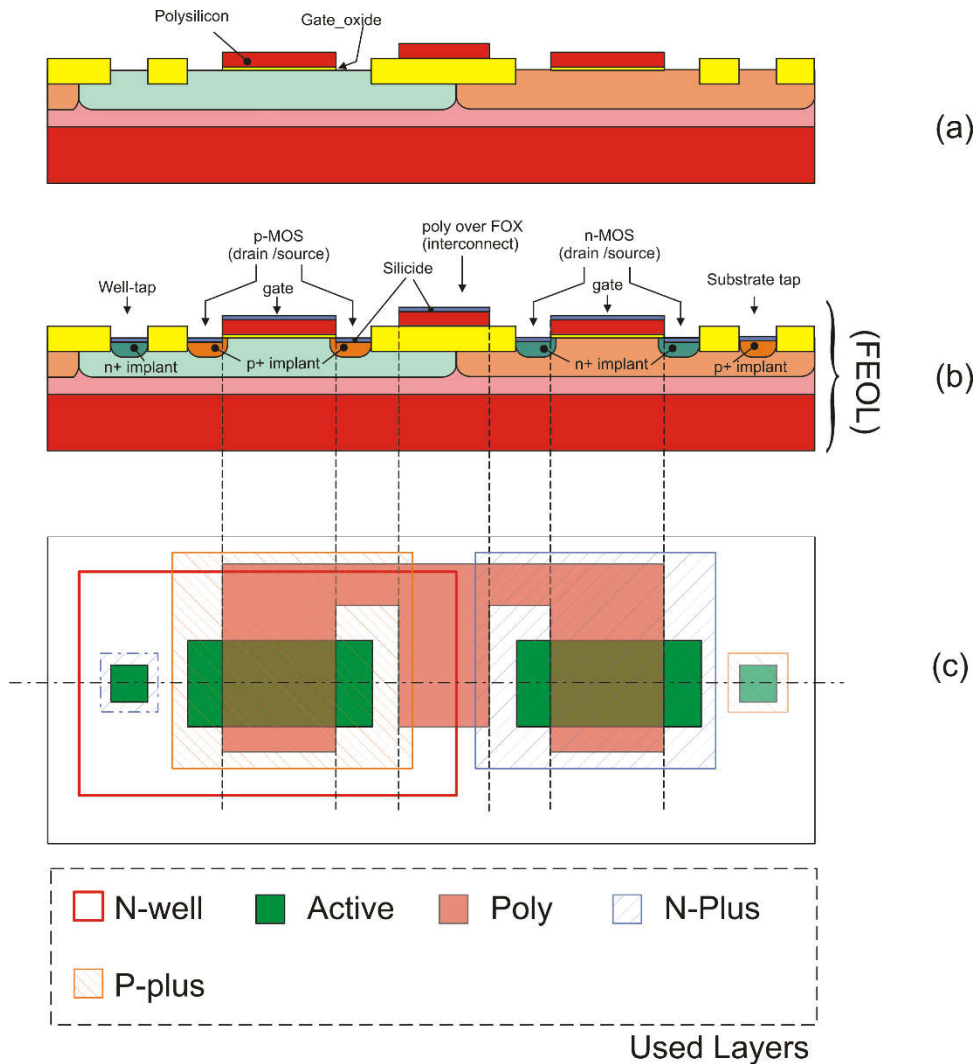 Polysilicon
Gate_oxide
(a)
p-MOS
(drain /source)
poly over FOX
(interconnect)
n-MOS
(drain /source)
Well-tap
gate
Silicide
gate
Substrate tap
n+ implant
p+ implant
n+ implant
p+ implant
(FEOL)
(b)
(c)
N-well
Active
Poly
N-Plus
P-plus
Used Layers